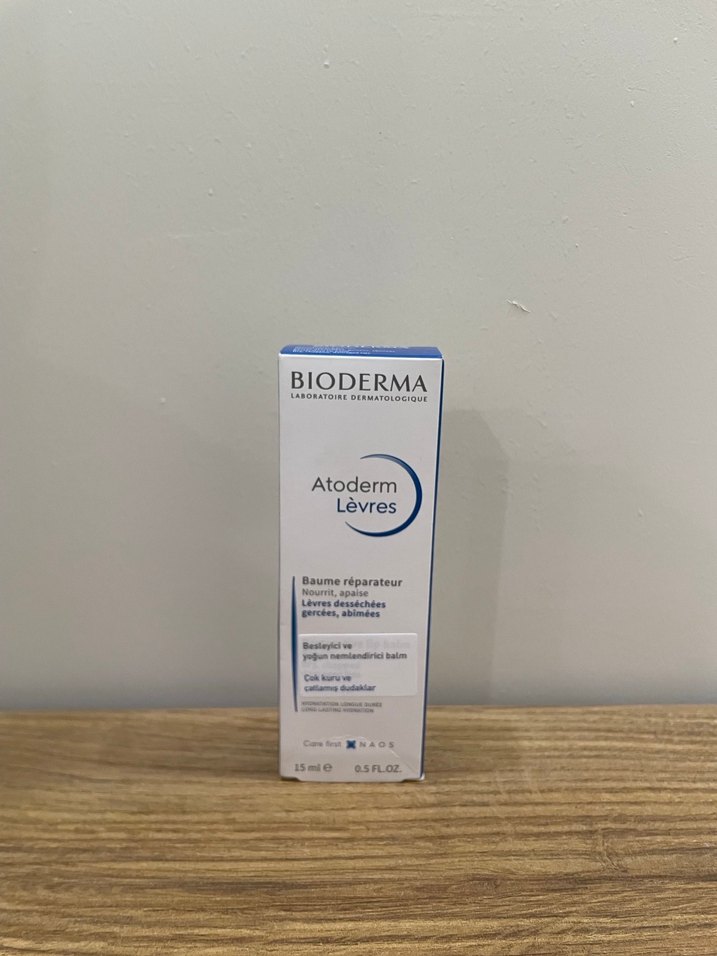 BIODERMA
LABORATOIRE DERMATOLOGIQUE
Atoderm
Lèvres
Baume réparateur
Nourrit, apaise
Lèvres desséchées
gercées, abîmées
Besleyici ve
yoğun nemlendirici balm
Çok kuru ve
çatlamış dudaklar
HYDRATATION LONGUE DURÉE
LONG LASTING HYDRATION
Care first NAOS
15 ml e 0.5 FL.OZ.